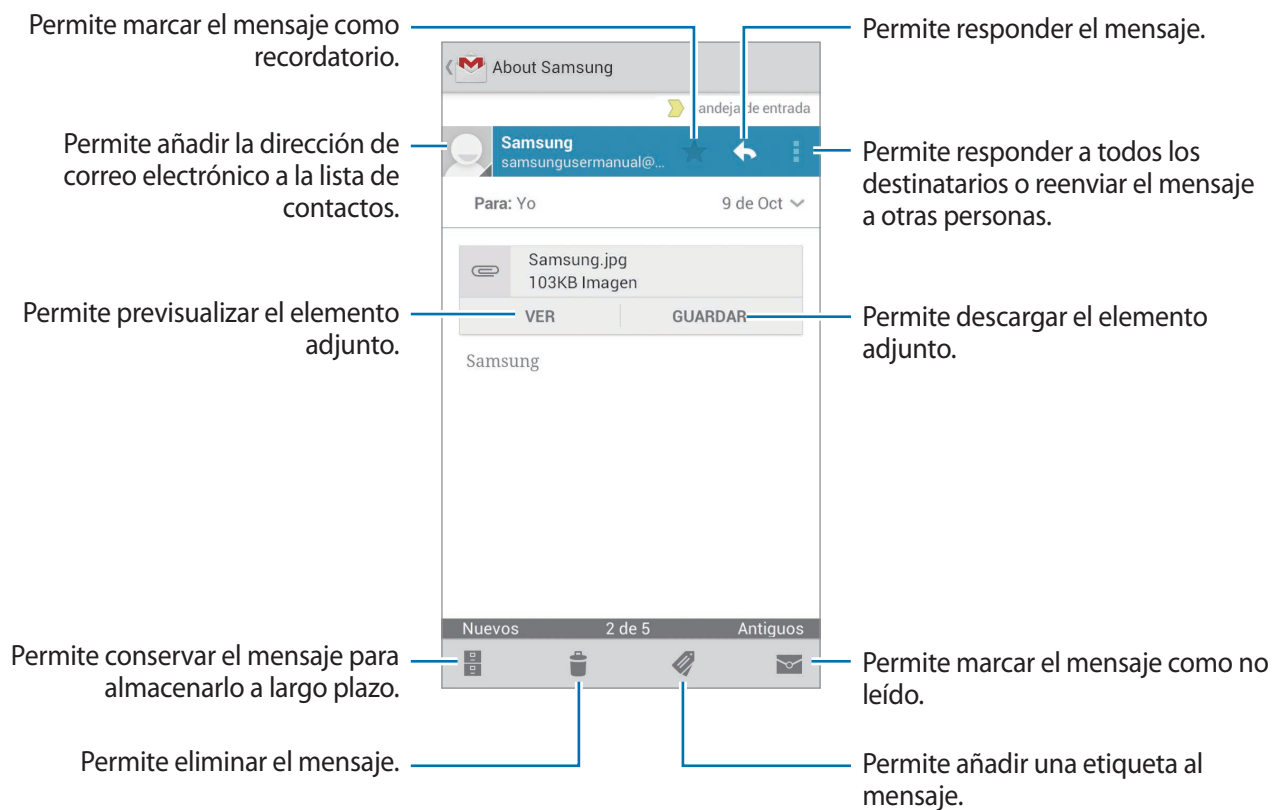 Permite marcar el mensaje como
recordatorio.
Permite responder el mensaje.
About Samsung
andeja de entrada
Permite añadir la dirección de
correo electrónico a la lista de
contactos.
Samsung
samsungusermanual@...
Permite responder a todos los
destinatarios o reenviar el mensaje
a otras personas.
Para: Yo
9 de Oct
Samsung.jpg
103KB Imagen
Permite previsualizar el elemento
adjunto.
VER
GUARDAR
Permite descargar el elemento
adjunto.
Samsung
Nuevos
2 de 5
Antiguos
Permite conservar el mensaje para
almacenarlo a largo plazo.
Permite marcar el mensaje como no
leído.
Permite eliminar el mensaje.
Permite añadir una etiqueta al
mensaje.